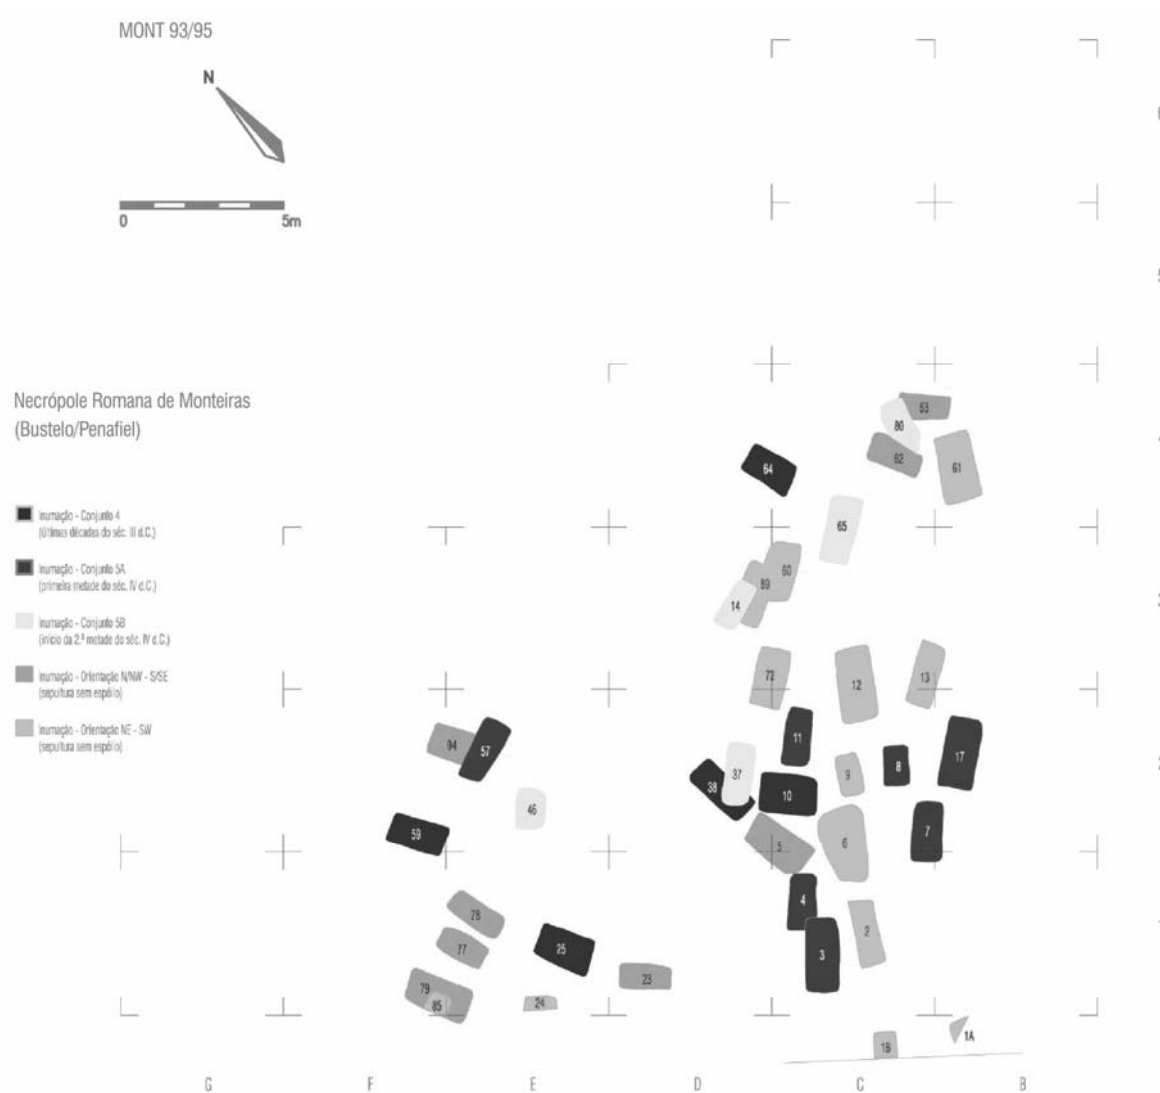 MONT 93/95
N
0 5m
Necrópole Romana de Monteiras
(Bustelo/Penafiel)
Inumação - Conjunto 4
(últimas décadas do séc. III d.C.)
Inumação - Conjunto 5A
(primeira metade do séc. IV d.C.)
Inumação - Conjunto 5B
(início da 2.ª metade do séc. IV d.C.)
Inumação - Orientação N/NW - S/SE
(sepultura sem espólio)
Inumação - Orientação NE - SW
(sepultura sem espólio)
80
62
61
64
65
60
89
14
72
12
13
11
17
94
57
37
9
8
38
10
46
59
7
5
6
4
78
2
77
25
3
23
79
85
24
1A
1B
5
G F E D C B